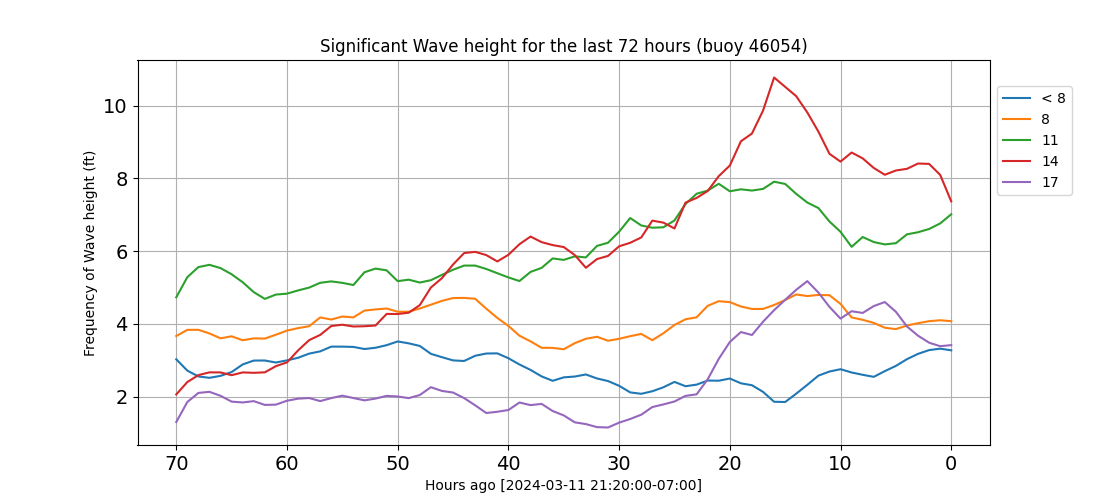 Significant Wave height for the last 72 hours (buoy 46054)
Frequency of Wave height (ft)
10
8
6
4
2
70 60 50 40 30 20 10 0
Hours ago [2024-03-11 21:20:00-07:00]
< 8
8
11
14
17